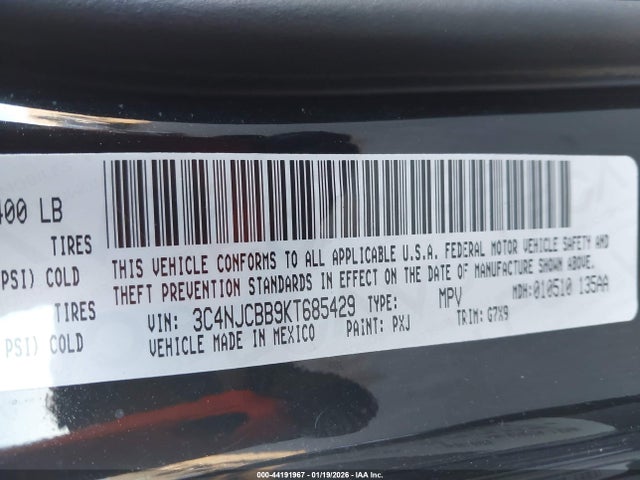 400 LB
TIRES
PSI) COLD
TIRES
PSI) COLD
THIS VEHICLE CONFORMS TO ALL APPLICABLE U.S.A. FEDERAL MOTOR VEHICLE SAFETY AND
THEFT PREVENTION STANDARDS IN EFFECT ON THE DATE OF MANUFACTURE SHOWN ABOVE.
VIN: 3C4NJCBB9KT685429 TYPE: MPV MDH:010510 135AA
VEHICLE MADE IN MEXICO PAINT: PXJ TRIM: G7X9
000-44191967 - 01/19/2026 - IAA Inc.